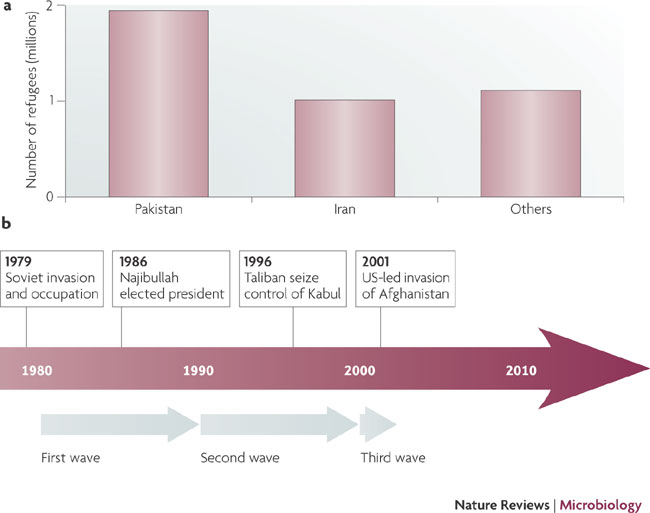 a
Number of refugees (millions)
2
1
0
Pakistan
Iran
Others
b
1979
Soviet invasion
and occupation
1986
Najibullah
elected president
1996
Taliban seize
control of Kabul
2001
US-led invasion
of Afghanistan
1980
1990
2000
2010
First wave
Second wave
Third wave
Nature Reviews | Microbiology